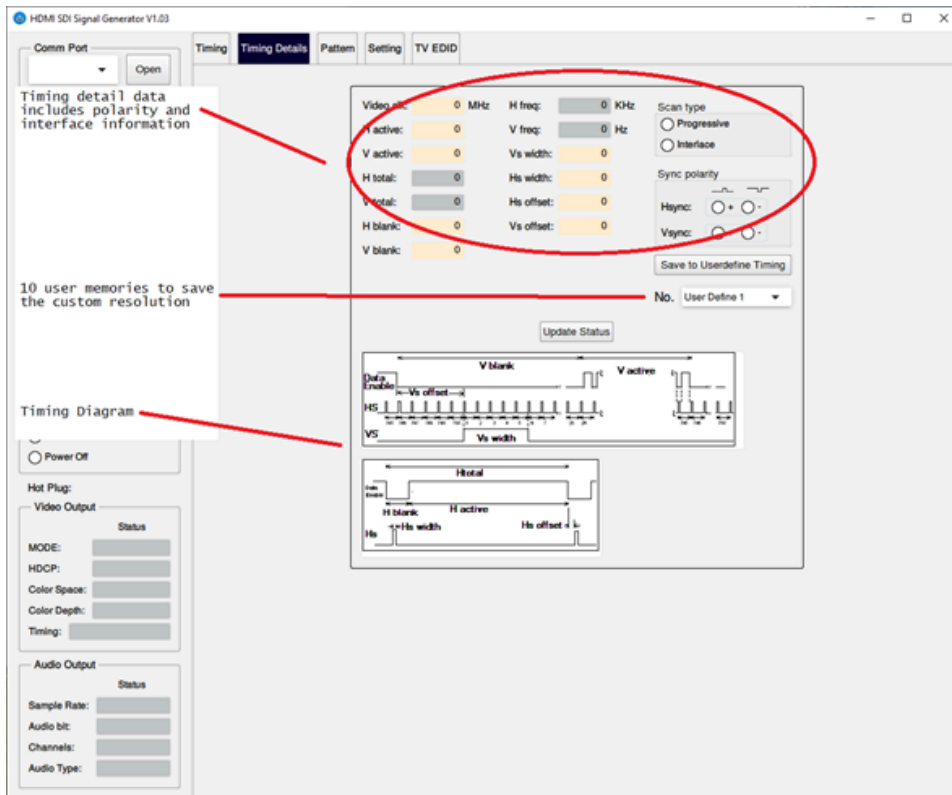 HDMI SDI Signal Generator V1.03
Comm Port
Open
Timing
Timing Details
Pattern
Setting
TV EDID
Timing detail data
includes polarity and
interface information
10 user memories to save
the custom resolution
Timing Diagram
Power Off
Hot Plug:
Video Output
Status
MODE:
HDCP:
Color Space:
Color Depth:
Timing:
Audio Output
Status
Sample Rate:
Audio bit:
Channels:
Audio Type:
Video 0 MHz
H active: 0
V active: 0
H total: 0
V total: 0
H blank: 0
V blank: 0
H freq: 0 KHz
V freq: 0 Hz
Vs width: 0
Hs width: 0
Hs offset: 0
Vs offset: 0
Scan type
Progressive
Interlace
Sync polarity
Hsync: + -
Vsync: -
Save to Userdefine Timing
No. User Define 1
Update Status
V blank
V active
Data
Enable
Vs offset
HS
VS
Vs width
Htotal
Data
Enable
H blank
H active
Hs width
Hs offset
Hs